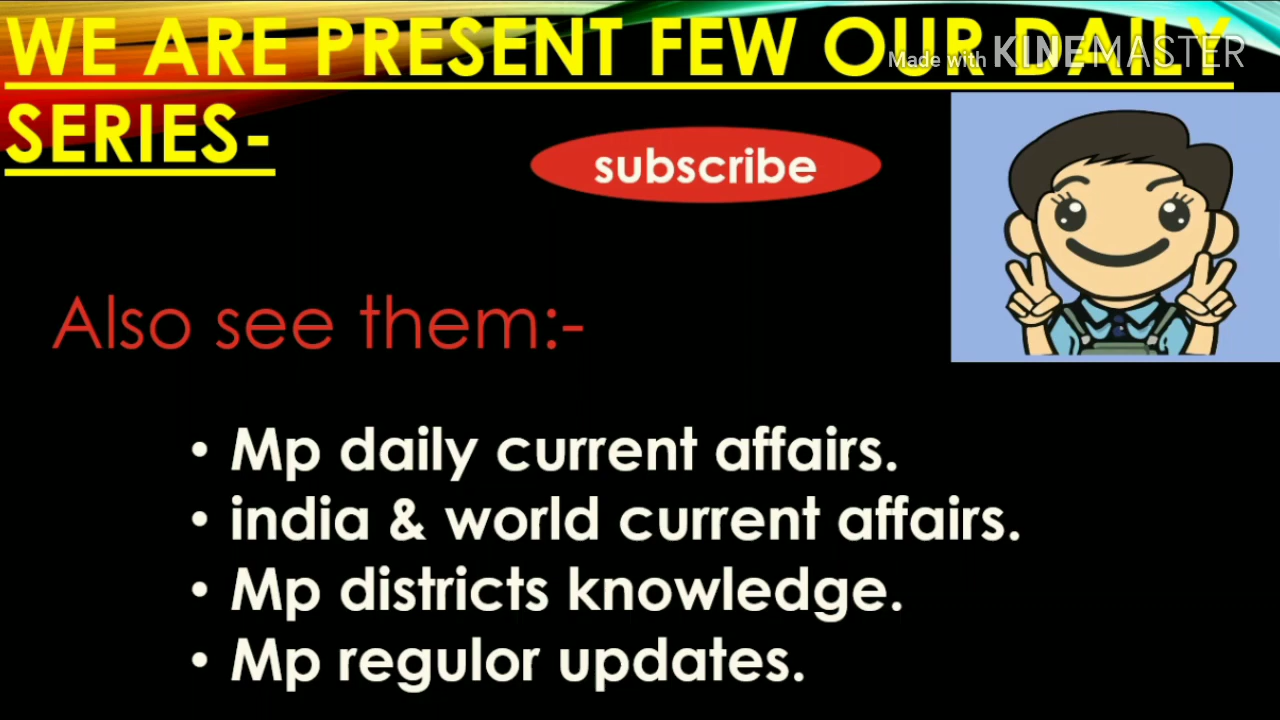 WE ARE PRESENT FEW OUR DAILY
Made with KINEMASTER
SERIES-
subscribe
Also see them:-
• Mp daily current affairs.
• india & world current affairs.
• Mp districts knowledge.
• Mp regulor updates.